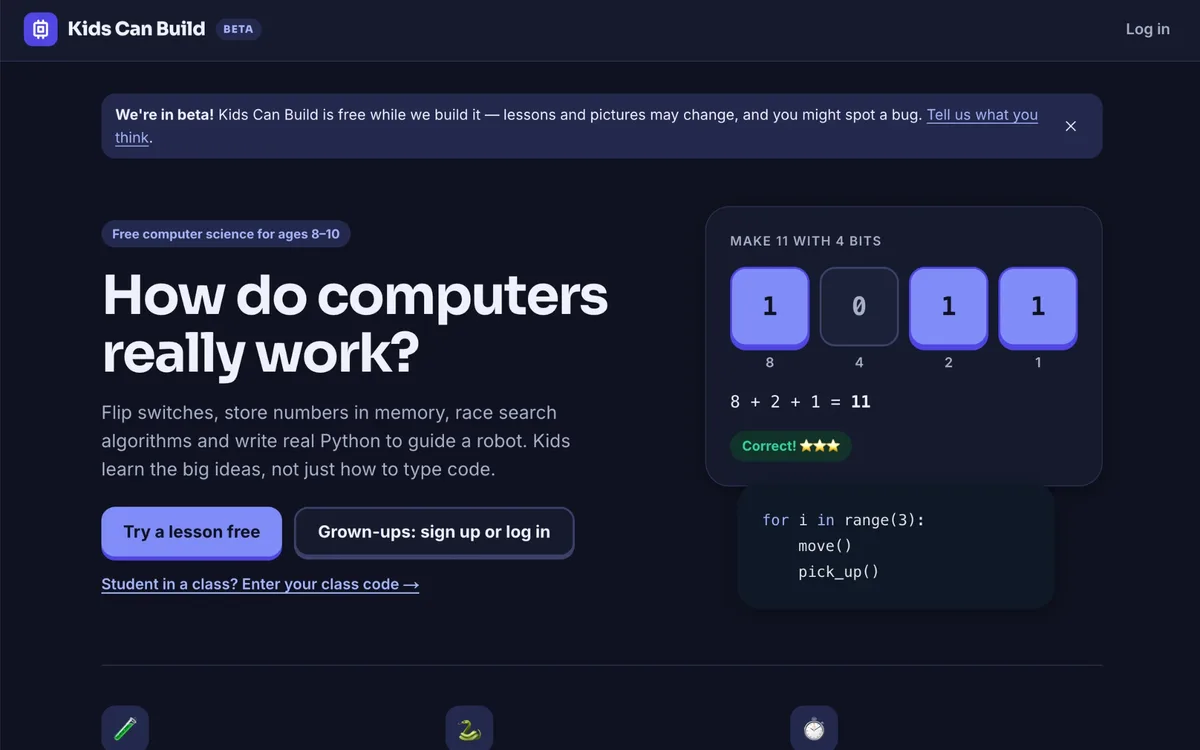 Kids Can Build BETA
Log in
We're in beta! Kids Can Build is free while we build it — lessons and pictures may change, and you might spot a bug. Tell us what you
think.
Free computer science for ages 8–10
How do computers
really work?
Flip switches, store numbers in memory, race search
algorithms and write real Python to guide a robot. Kids
learn the big ideas, not just how to type code.
Try a lesson free
Grown-ups: sign up or log in
Student in a class? Enter your class code →
MAKE 11 WITH 4 BITS
1 0 1 1
8 4 2 1
8 + 2 + 1 = 11
Correct! ⭐⭐⭐
for i in range(3):
    move()
    pick_up()